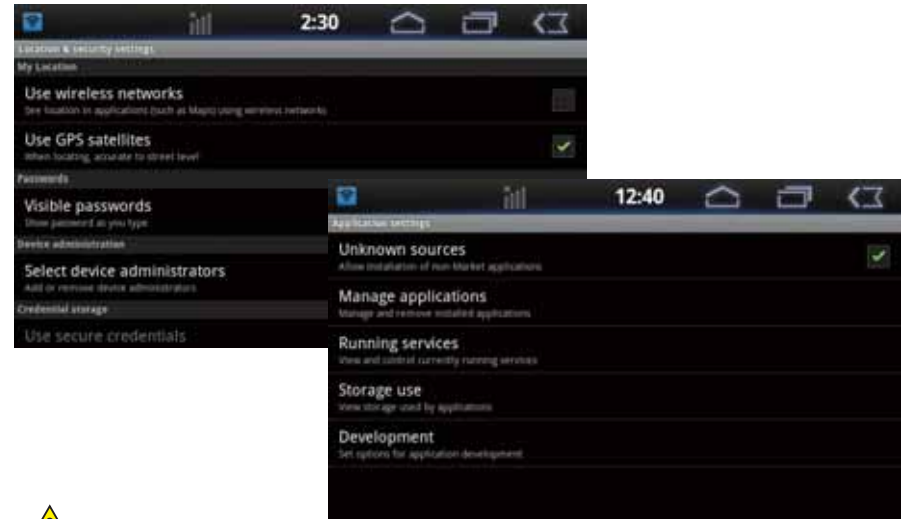 2:30
Location & security settings
My Location
Use wireless networks
See location in applications (such as Maps) using wireless networks
Use GPS satellites
When locating, accurate to street level
Passwords
Visible passwords
Show password as you type
Device administration
Select device administrators
Add or remove device administrators
Credential storage
Use secure credentials
12:40
Application settings
Unknown sources
Allow installation of non-Market applications
Manage applications
Manage and remove installed applications
Running services
View and control currently running services
Storage use
View storage used by applications
Development
Set options for application development